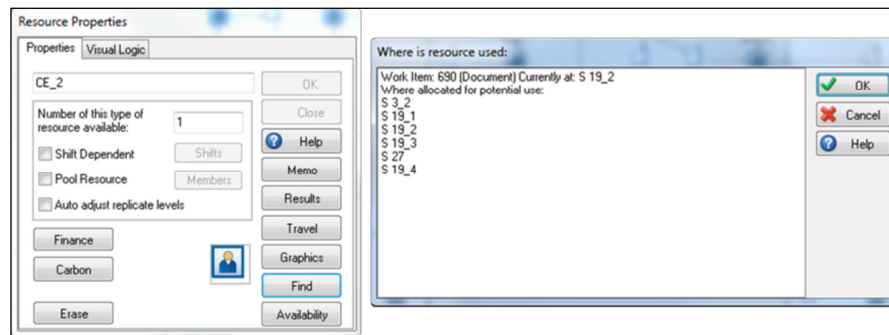 Resource Properties
Properties
Visual Logic
CE_2
OK
Number of this type of
resource available:
1
Close
Help
Shift Dependent
Shifts
Memo
Pool Resource
Members
Results
Auto adjust replicate levels
Travel
Finance
Graphics
Carbon
Find
Erase
Availability
Where is resource used:
Work Item: 690 (Document) Currently at: S 19_2
Where allocated for potential use:
S 3_2
S 19_1
S 19_2
S 19_3
S 27
S 19_4
OK
Cancel
Help